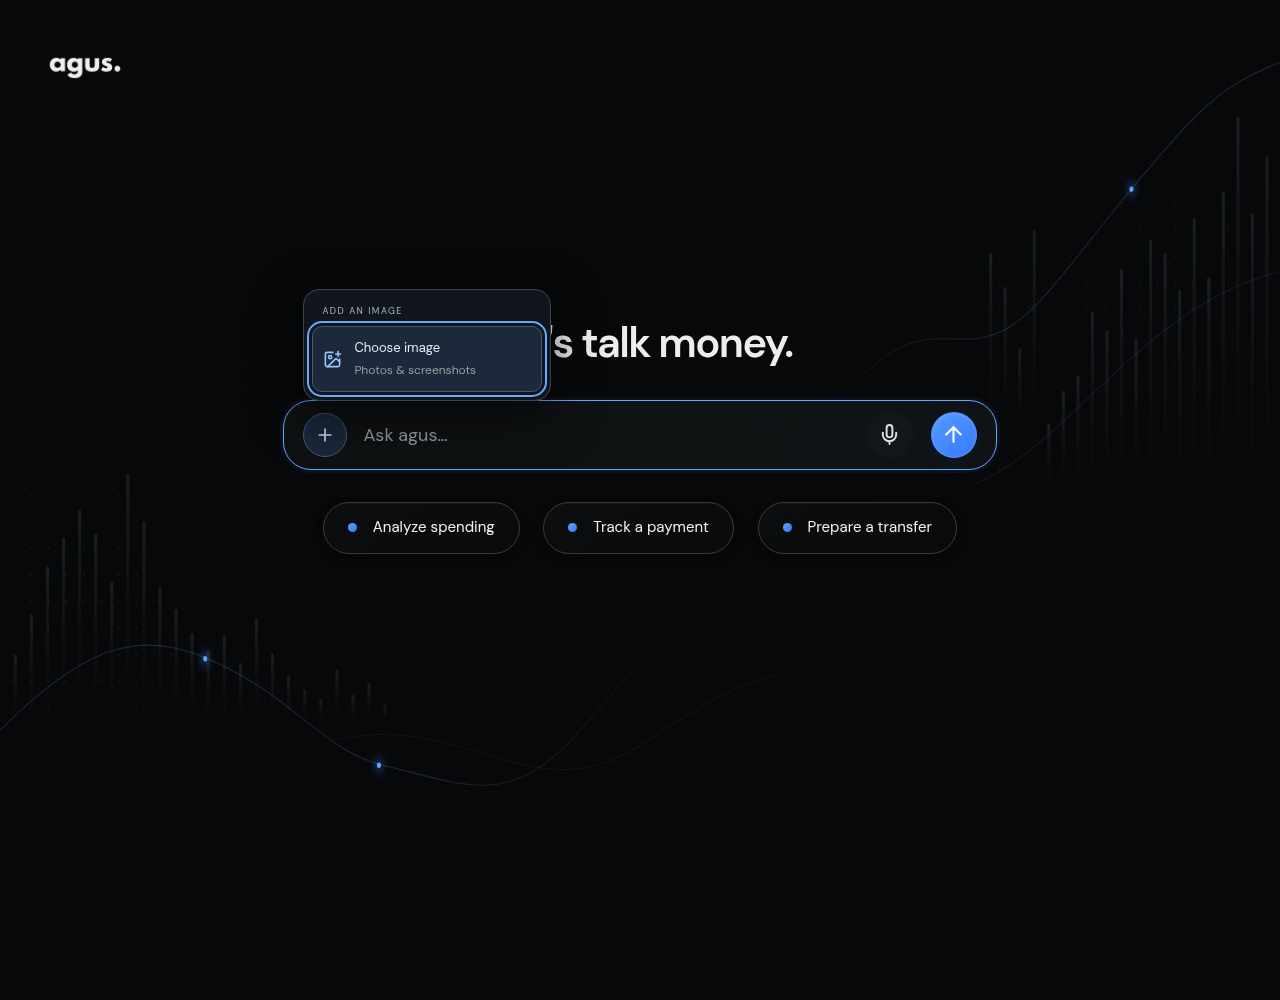 agus.
ADD AN IMAGE
Choose image
Photos & screenshots
's talk money.
Ask agus...
Analyze spending
Track a payment
Prepare a transfer